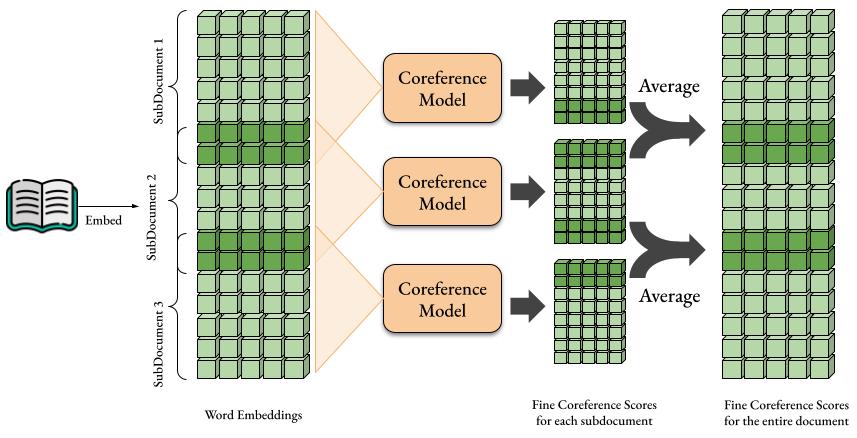 SubDocument 1
SubDocument 2
SubDocument 3
Embed
Word Embeddings
Coreference
Model
Coreference
Model
Coreference
Model
Average
Average
Fine Coreference Scores
for each subdocument
Fine Coreference Scores
for the entire document